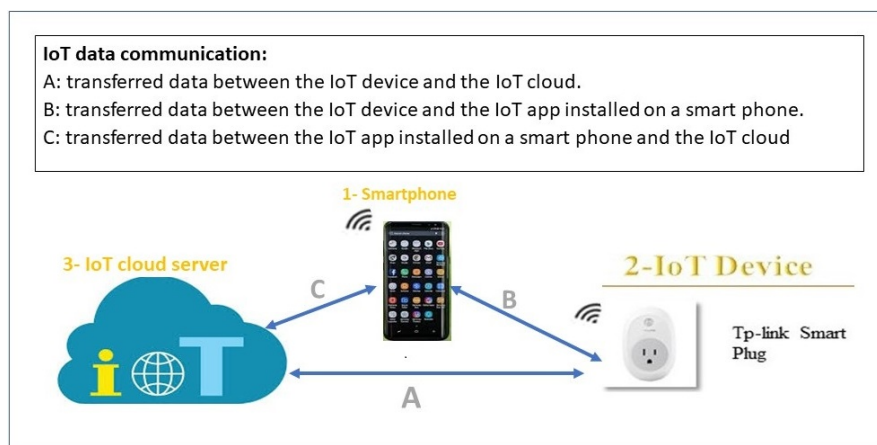 IoT data communication:
A: transferred data between the IoT device and the IoT cloud.
B: transferred data between the IoT device and the IoT app installed on a smart phone.
C: transferred data between the IoT app installed on a smart phone and the IoT cloud
1- Smartphone
3- IoT cloud server
2-IoT Device
C
B
Tp-link Smart
Plug
ioT
A